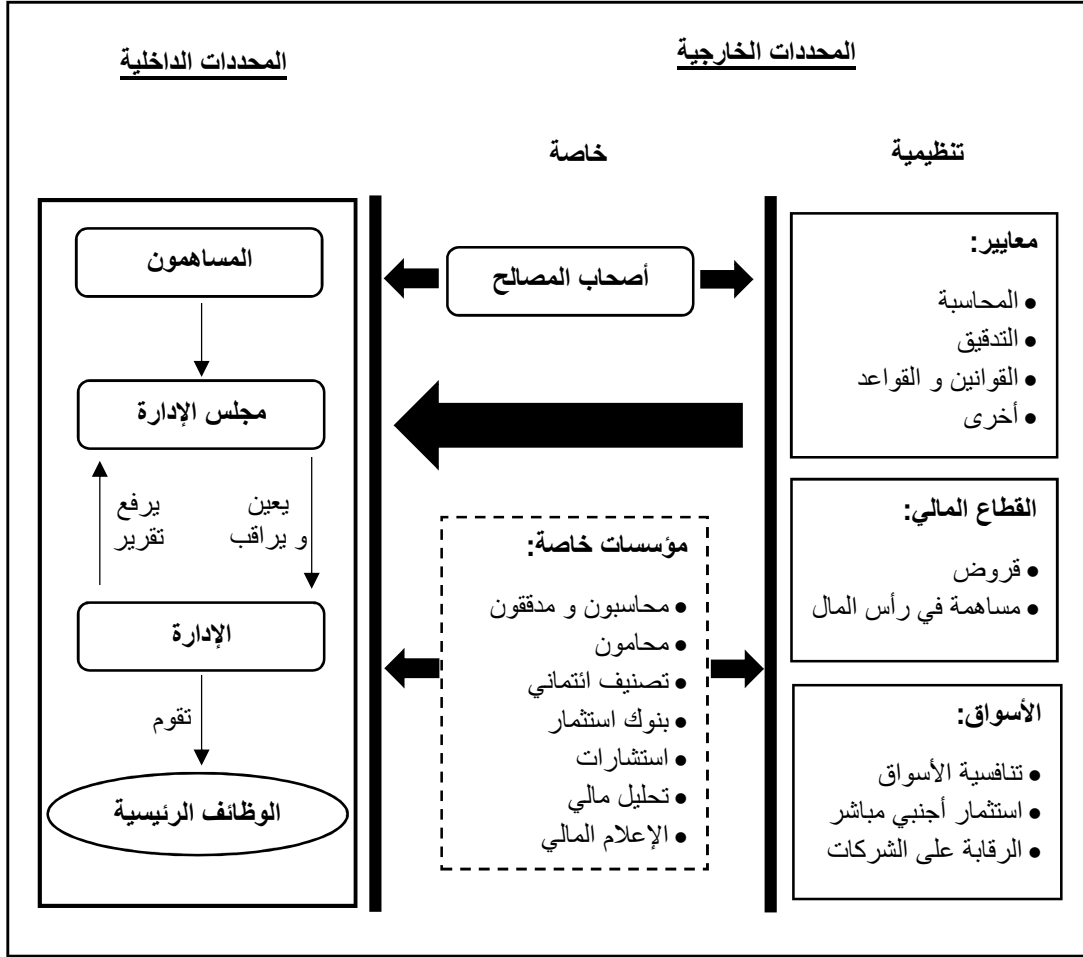 المحددات الخارجية
المحددات الداخلية
تنظيمية
خاصة
معايير:
• المحاسبة
• التدقيق
• القوانين و القواعد
• أخرى
القطاع المالي:
• قروض
• مساهمة في رأس المال
الأسواق:
• تنافسية الأسواق
• استثمار أجنبي مباشر
• الرقابة على الشركات
أصحاب المصالح
مؤسسات خاصة:
• محاسبون و مدققون
• محامون
• تصنيف ائتماني
• بنوك استثمار
• استشارات
• تحليل مالي
• الإعلام المالي
المساهمون
مجلس الإدارة
يعين
و يراقب
يرفع
تقرير
الإدارة
تقوم
الوظائف الرئيسية